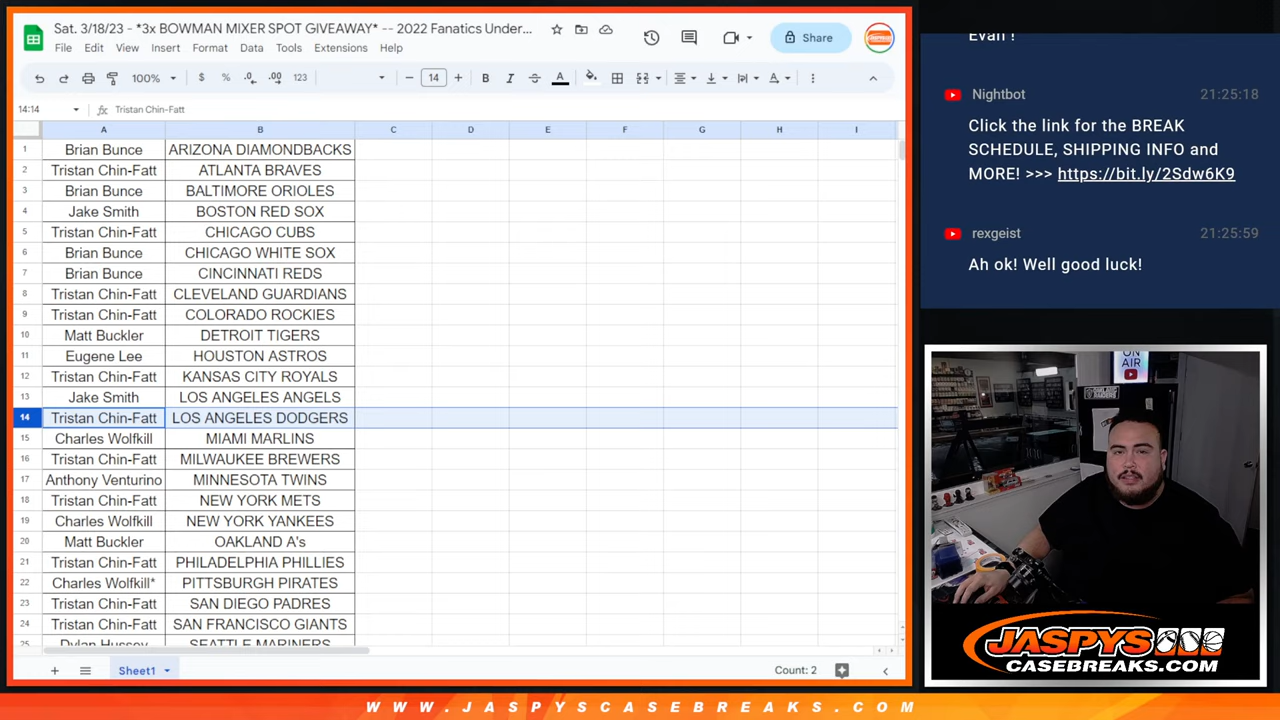 Sat. 3/18/23 - *3x BOWMAN MIXER SPOT GIVEAWAY* -- 2022 Fanatics Under...
File Edit View Insert Format Data Tools Extensions Help
Share
100% $ % .0 .00 123 14 B I A
14:14 fx Tristan Chin-Fatt
A B C D E F G H I
1 Brian Bunce ARIZONA DIAMONDBACKS
2 Tristan Chin-Fatt ATLANTA BRAVES
3 Brian Bunce BALTIMORE ORIOLES
4 Jake Smith BOSTON RED SOX
5 Tristan Chin-Fatt CHICAGO CUBS
6 Brian Bunce CHICAGO WHITE SOX
7 Brian Bunce CINCINNATI REDS
8 Tristan Chin-Fatt CLEVELAND GUARDIANS
9 Tristan Chin-Fatt COLORADO ROCKIES
10 Matt Buckler DETROIT TIGERS
11 Eugene Lee HOUSTON ASTROS
12 Tristan Chin-Fatt KANSAS CITY ROYALS
13 Jake Smith LOS ANGELES ANGELS
14 Tristan Chin-Fatt LOS ANGELES DODGERS
15 Charles Wolfkill MIAMI MARLINS
16 Tristan Chin-Fatt MILWAUKEE BREWERS
17 Anthony Venturino MINNESOTA TWINS
18 Tristan Chin-Fatt NEW YORK METS
19 Charles Wolfkill NEW YORK YANKEES
20 Matt Buckler OAKLAND A's
21 Tristan Chin-Fatt PHILADELPHIA PHILLIES
22 Charles Wolfkill* PITTSBURGH PIRATES
23 Tristan Chin-Fatt SAN DIEGO PADRES
24 Tristan Chin-Fatt SAN FRANCISCO GIANTS
25 Dylan Hussey SEATTLE MARINERS
Sheet1 Count: 2
Evan !
Nightbot 21:25:18
Click the link for the BREAK
SCHEDULE, SHIPPING INFO and
MORE! >>> https://bit.ly/2Sdw6K9
rexgeist 21:25:59
Ah ok! Well good luck!
ON
AIR
JASPYS
CASEBREAKS.COM
WWW.JASPYSCASEBREAKS.COM